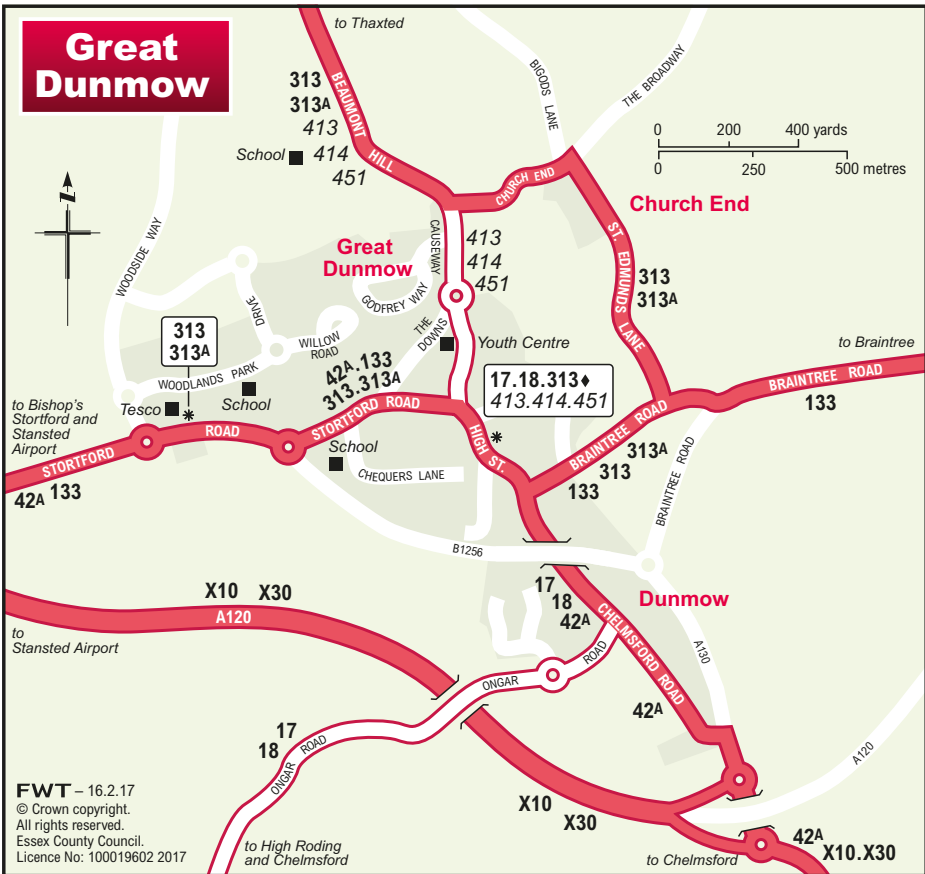 Great
Dunmow
to Thaxted
BEAUMONT
HILL
313
313A
413
414
451
School
BIGODS LANE
THE BROADWAY
0 200 400 yards
0 250 500 metres
CHURCH END
Church End
ST. EDMUNDS LANE
313
313A
WOODSIDE WAY
Great
Dunmow
CAUSEWAY
413
414
451
GODFREY WAY
DRIVE
WILLOW
ROAD
THE
DOWNS
Youth Centre
313
313A
WOODLANDS PARK
School
Tesco
42A.133
313.313A
17.18.313♦
413.414.451
to Braintree
BRAINTREE ROAD
133
to Bishop's
Stortford and
Stansted
Airport
STORTFORD
ROAD
STORTFORD ROAD
42A 133
School
CHEQUERS LANE
HIGH ST.
BRAINTREE ROAD
313A
313
133
BRAINTREE ROAD
B1256
17
18
42A
Dunmow
CHELMSFORD ROAD
X10 X30
A120
to
Stansted Airport
A130
ONGAR
ROAD
42A
17
18
ONGAR ROAD
A120
X10
X30
to High Roding
and Chelmsford
to Chelmsford
42A
X10.X30
FWT – 16.2.17
© Crown copyright.
All rights reserved.
Essex County Council.
Licence No: 100019602 2017